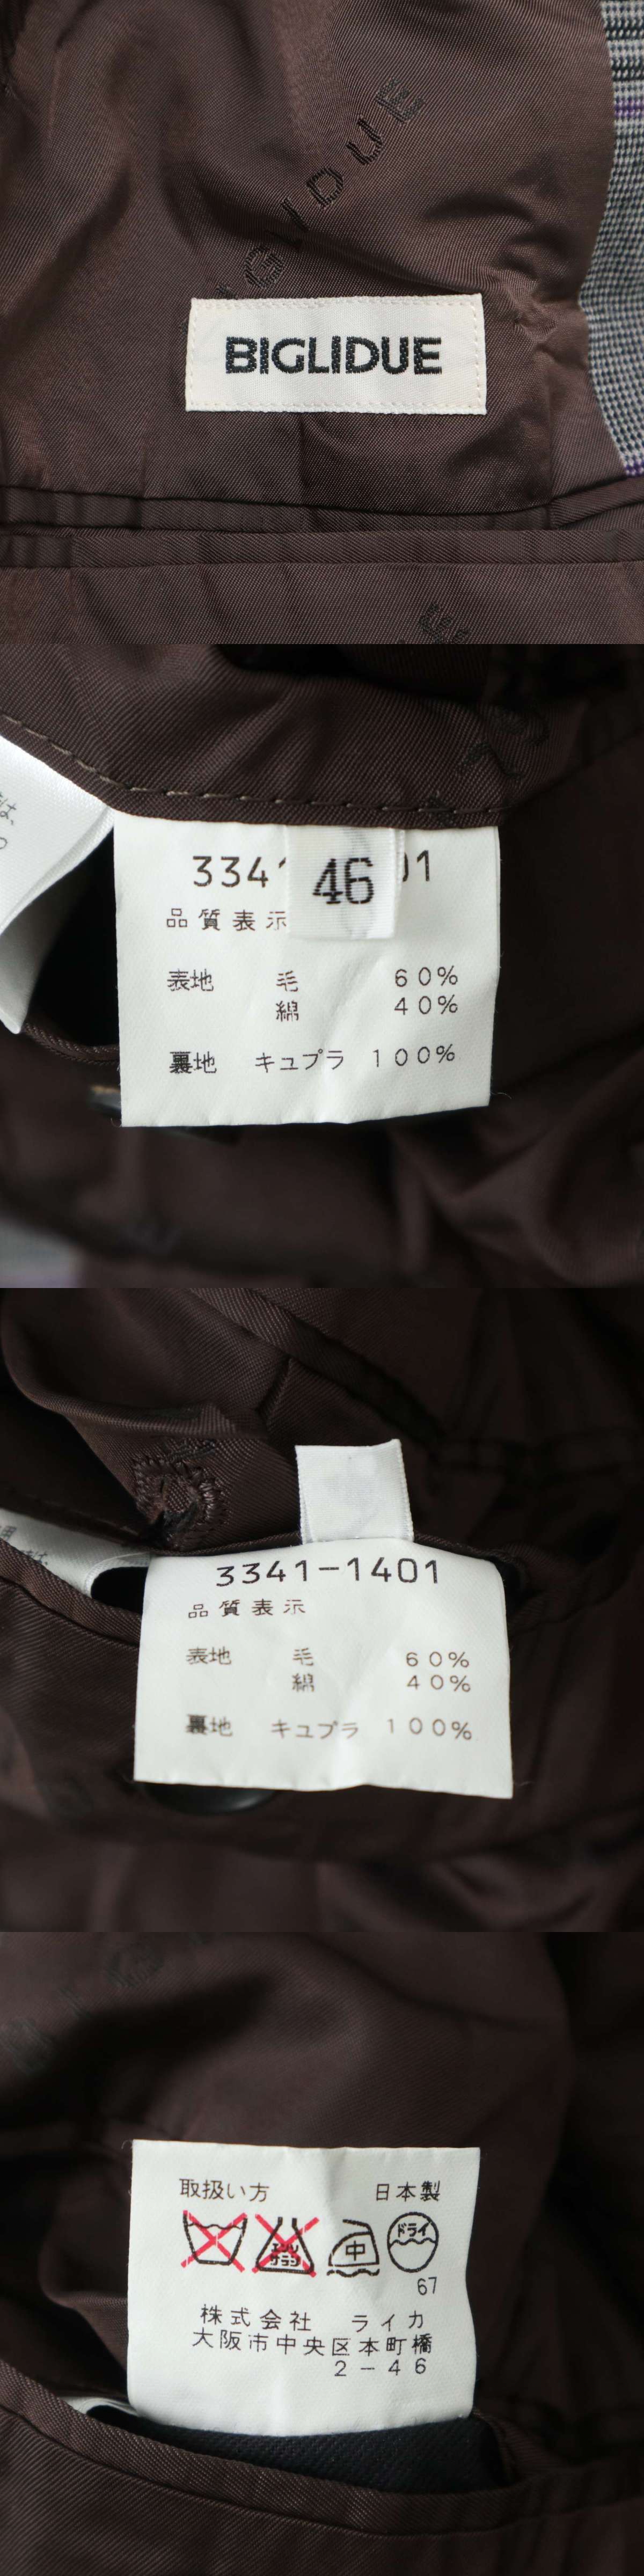 BIGLIDUE
46
品質表示
表地 毛 60%
綿 40%
裏地 キュプラ 100%
3341-1401
品質表示
表地 毛 60%
綿 40%
裏地 キュプラ 100%
取扱い方 日本製
中 ドライ
67
株式会社 ライカ
大阪市中央区本町橋
2-46